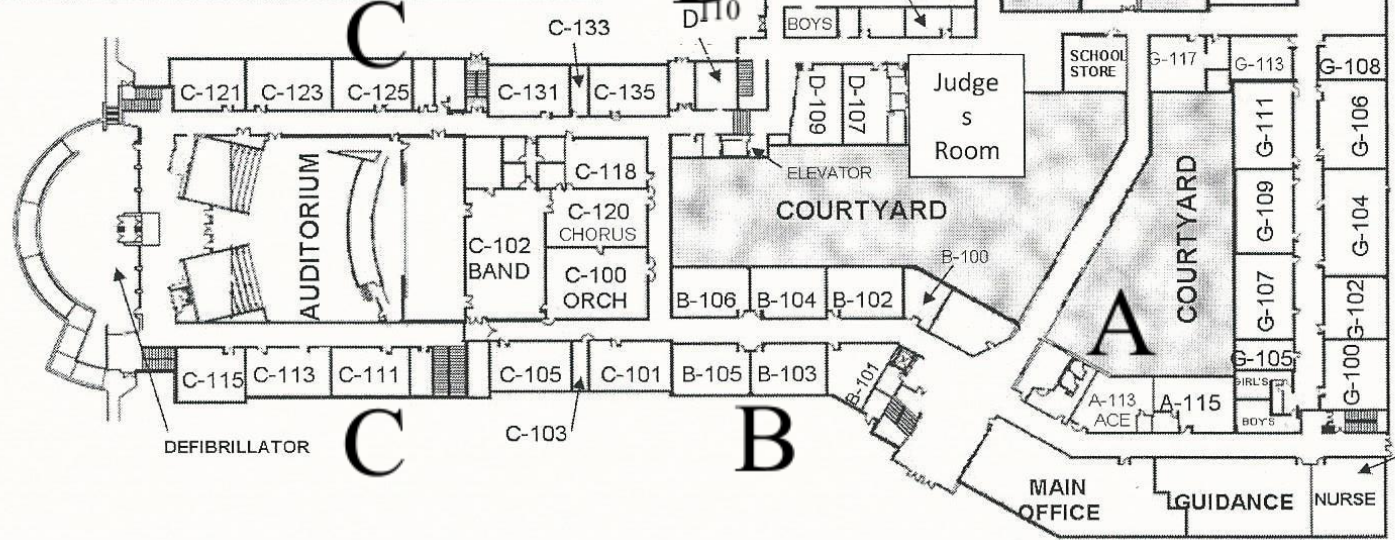 C
C-133
D-110
BOYS
C-121
C-123
C-125
C-131
C-135
D-109
D-107
Judge
s
Room
SCHOOL
STORE
G-117
G-113
G-108
G-111
G-106
ELEVATOR
AUDITORIUM
C-118
C-120
CHORUS
C-102
BAND
C-100
ORCH
COURTYARD
COURTYARD
G-109
G-104
B-106
B-104
B-102
B-100
G-107
G-102
A
C-115
C-113
C-111
C-105
C-101
C-103
B-105
B-103
B-101
G-105
G-100
GIRL'S
BOYS
A-113
ACE
A-115
DEFIBRILLATOR
C
B
MAIN
OFFICE
GUIDANCE
NURSE